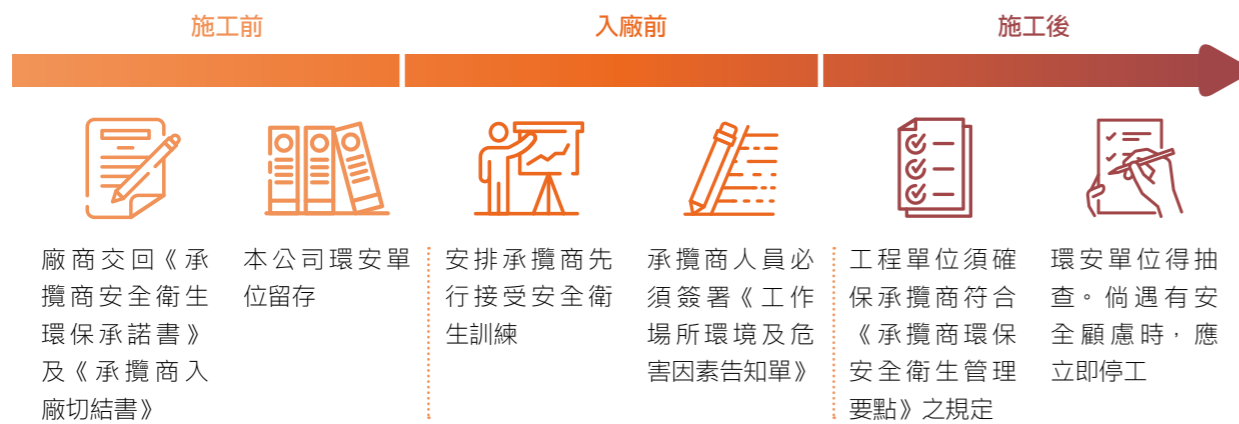 施工前
入廠前
施工後
廠商交回《承
攬商安全衛生
環保承諾書》
及《承攬商入
廠切結書》
本公司環安單
位留存
安排承攬商先
行接受安全衛
生訓練
承攬商人員必
須簽署《工作
場所環境及危
害因素告知單》
工程單位須確
保承攬商符合
《承攬商環保
安全衛生管理
要點》之規定
環安單位得抽
查。倘遇有安
全顧慮時，應
立即停工